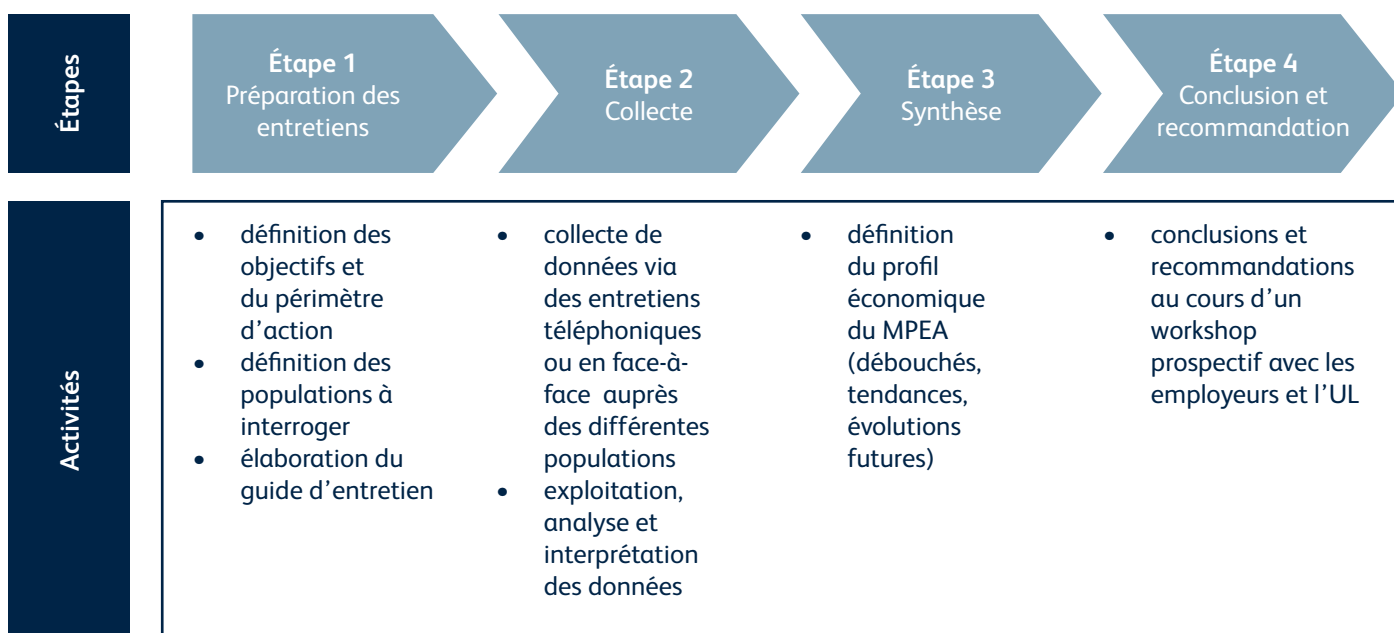 Étapes
Étape 1
Préparation des
entretiens
Étape 2
Collecte
Étape 3
Synthèse
Étape 4
Conclusion et
recommandation
Activités
• définition des
objectifs et
du périmètre
d’action
• définition des
populations à
interroger
• élaboration du
guide d’entretien
• collecte de
données via
des entretiens
téléphoniques
ou en face-à-
face auprès
des différentes
populations
• exploitation,
analyse et
interprétation
des données
• définition
du profil
économique
du MPEA
(débouchés,
tendances,
évolutions
futures)
• conclusions et
recommandations
au cours d’un
workshop
prospectif avec les
employeurs et l’UL